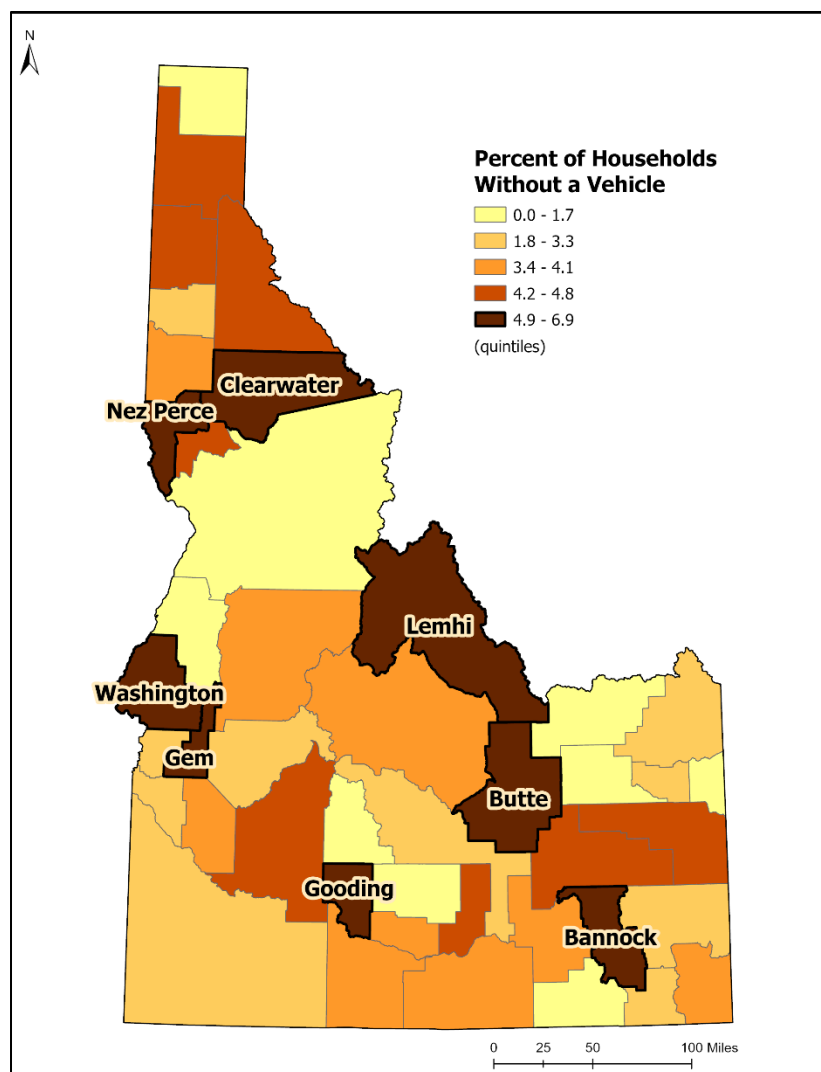 N
Percent of Households
Without a Vehicle
0.0 - 1.7
1.8 - 3.3
3.4 - 4.1
4.2 - 4.8
4.9 - 6.9
(quintiles)
Clearwater
Nez Perce
Lemhi
Washington
Gem
Butte
Gooding
Bannock
0 25 50 100 Miles